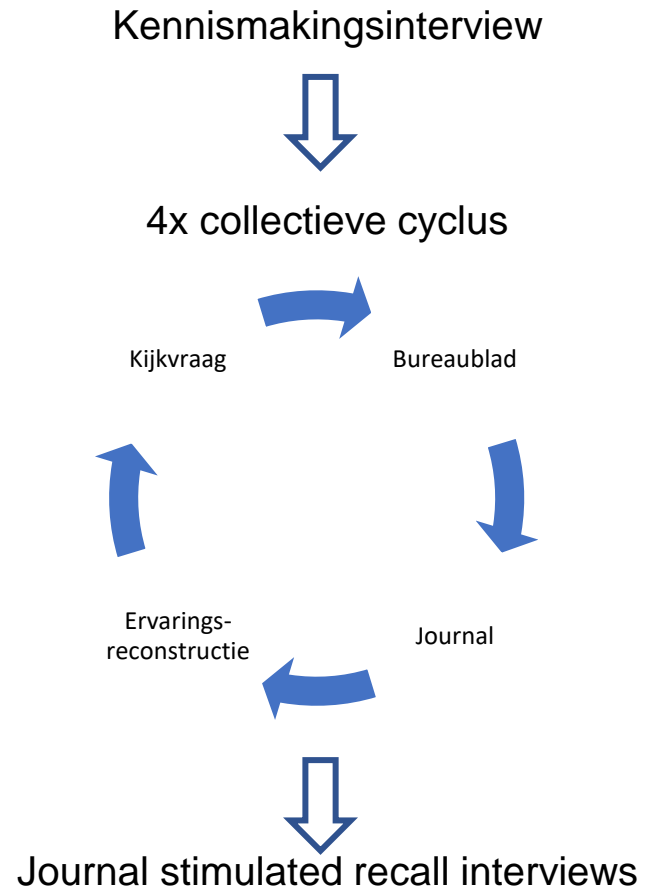 Kennismakingsinterview
4x collectieve cyclus
Kijkvraag
Bureaublad
Ervarings-
reconstructie
Journal
Journal stimulated recall interviews